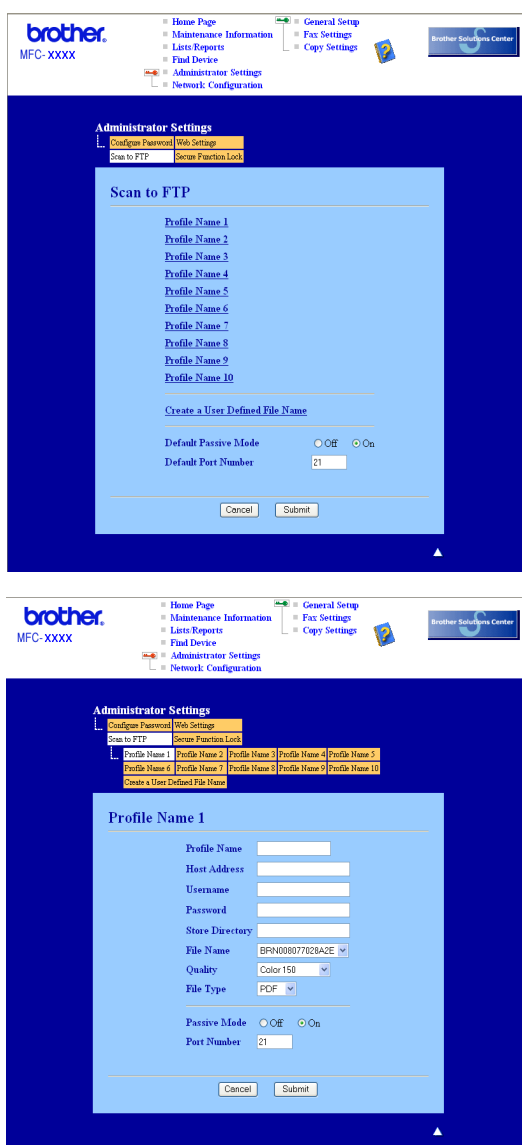 brother.
MFC- XXXX
Home Page
Maintenance Information
Lists/Reports
Find Device
Administrator Settings
Network Configuration
General Setup
Fax Settings
Copy Settings
Brother Solutions Center
Administrator Settings
Configure Password Web Settings
Scan to FTP Secure Function Lock
Scan to FTP
Profile Name 1
Profile Name 2
Profile Name 3
Profile Name 4
Profile Name 5
Profile Name 6
Profile Name 7
Profile Name 8
Profile Name 9
Profile Name 10
Create a User Defined File Name
Default Passive Mode Off On
Default Port Number 21
Cancel Submit
brother.
MFC- XXXX
Home Page
Maintenance Information
Lists/Reports
Find Device
Administrator Settings
Network Configuration
General Setup
Fax Settings
Copy Settings
Brother Solutions Center
Administrator Settings
Configure Password Web Settings
Scan to FTP Secure Function Lock
Profile Name 1 Profile Name 2 Profile Name 3 Profile Name 4 Profile Name 5
Profile Name 6 Profile Name 7 Profile Name 8 Profile Name 9 Profile Name 10
Create a User Defined File Name
Profile Name 1
Profile Name
Host Address
Username
Password
Store Directory
File Name BRN008077028A2E
Quality Color 150
File Type PDF
Passive Mode Off On
Port Number 21
Cancel Submit